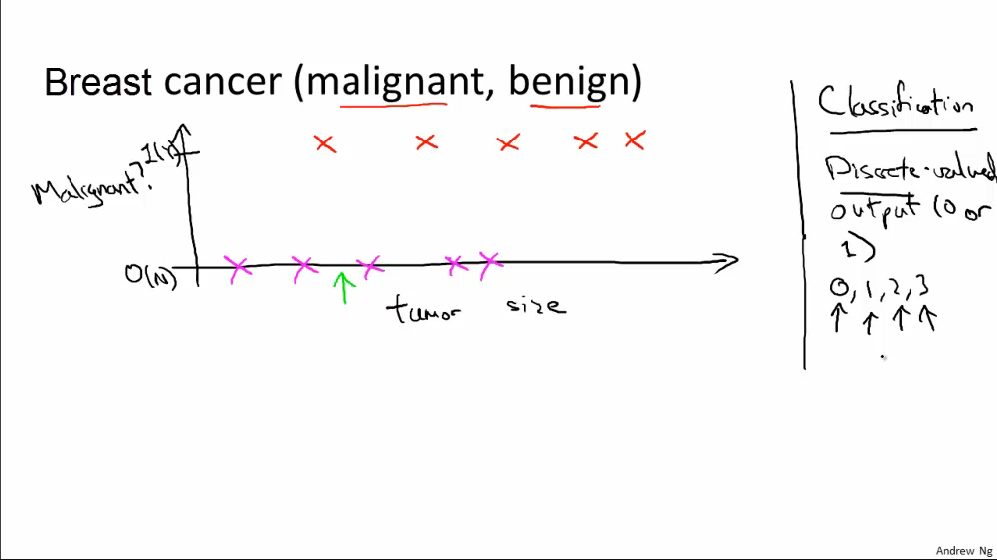 Breast cancer (malignant, benign)
Malignant?
1(Y)
0(N)
tumor size
Classification
Discrete-valued
output (0 or
1)
0, 1, 2, 3
Andrew Ng